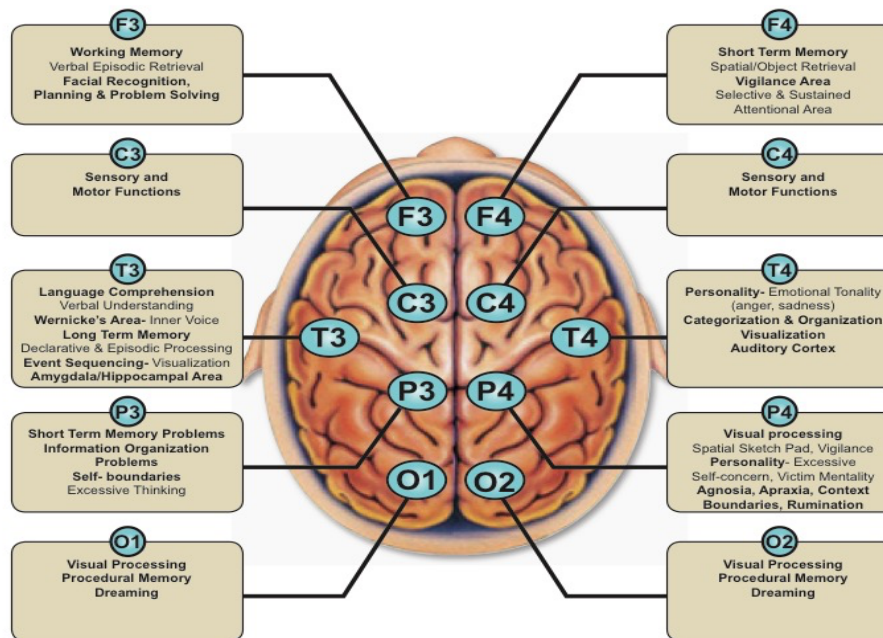 F3
Working Memory
Verbal Episodic Retrieval
Facial Recognition,
Planning & Problem Solving
F4
Short Term Memory
Spatial/Object Retrieval
Vigilance Area
Selective & Sustained
Attentional Area
C3
Sensory and
Motor Functions
C4
Sensory and
Motor Functions
T3
Language Comprehension
Verbal Understanding
Wernicke's Area- Inner Voice
Long Term Memory
Declarative & Episodic Processing
Event Sequencing- Visualization
Amygdala/Hippocampal Area
T4
Personality- Emotional Tonality
(anger, sadness)
Categorization & Organization
Visualization
Auditory Cortex
P3
Short Term Memory Problems
Information Organization
Problems
Self- boundaries
Excessive Thinking
P4
Visual processing
Spatial Sketch Pad, Vigilance
Personality- Excessive
Self-concern, Victim Mentality
Agnosia, Apraxia, Context
Boundaries, Rumination
O1
Visual Processing
Procedural Memory
Dreaming
O2
Visual Processing
Procedural Memory
Dreaming
F3 F4
C3 C4
T3 T4
P3 P4
O1 O2